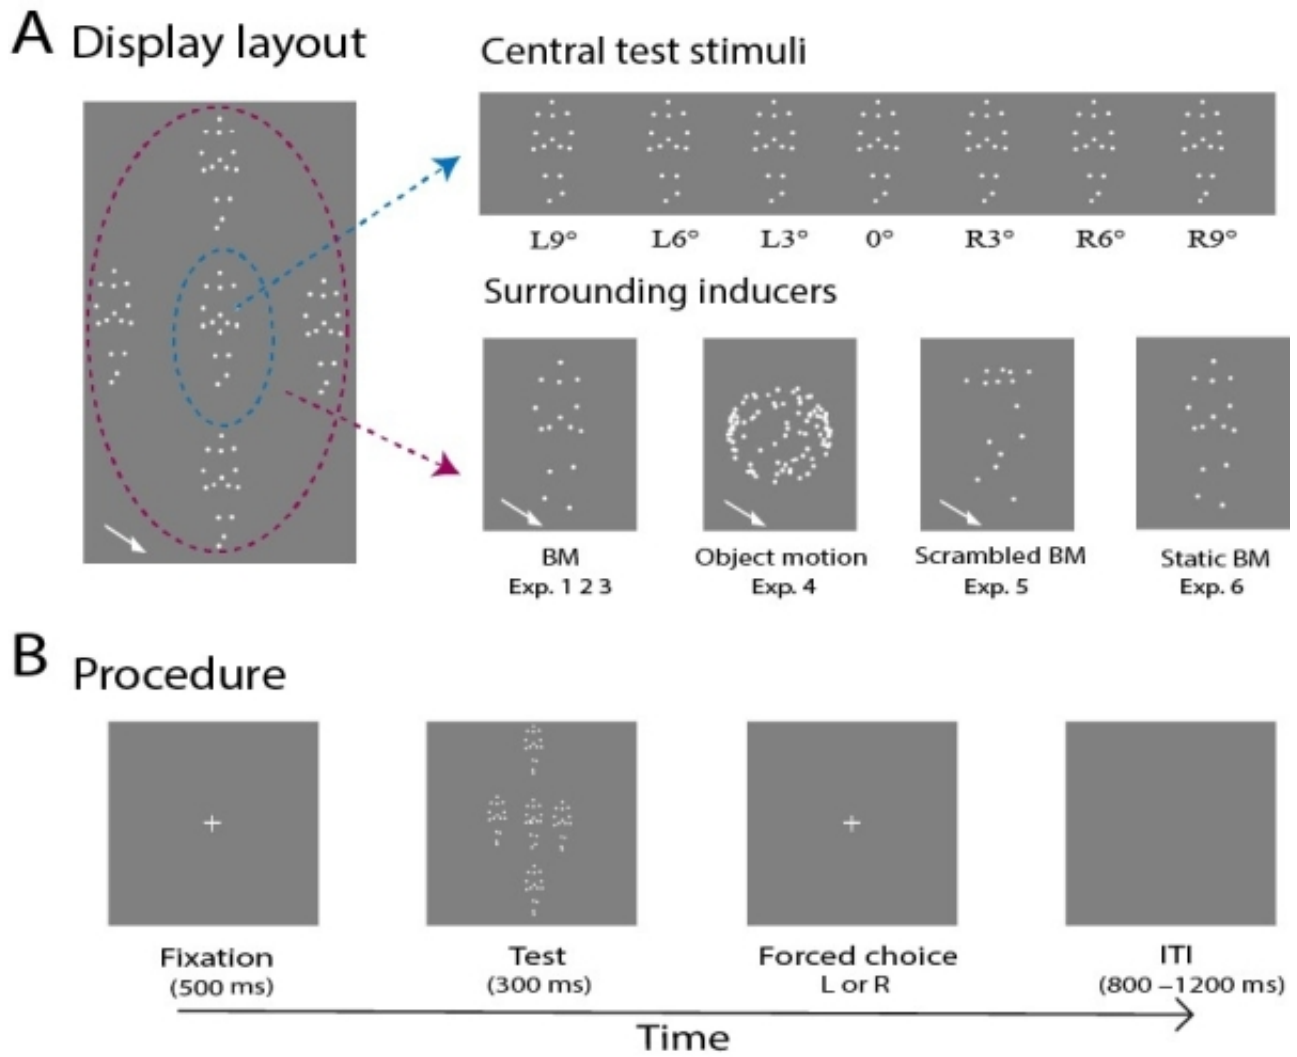 A Display layout
Central test stimuli
L9° L6° L3° 0° R3° R6° R9°
Surrounding inducers
BM
Exp. 1 2 3
Object motion
Exp. 4
Scrambled BM
Exp. 5
Static BM
Exp. 6
B Procedure
Fixation
(500 ms)
Test
(300 ms)
Forced choice
L or R
ITI
(800 –1200 ms)
Time